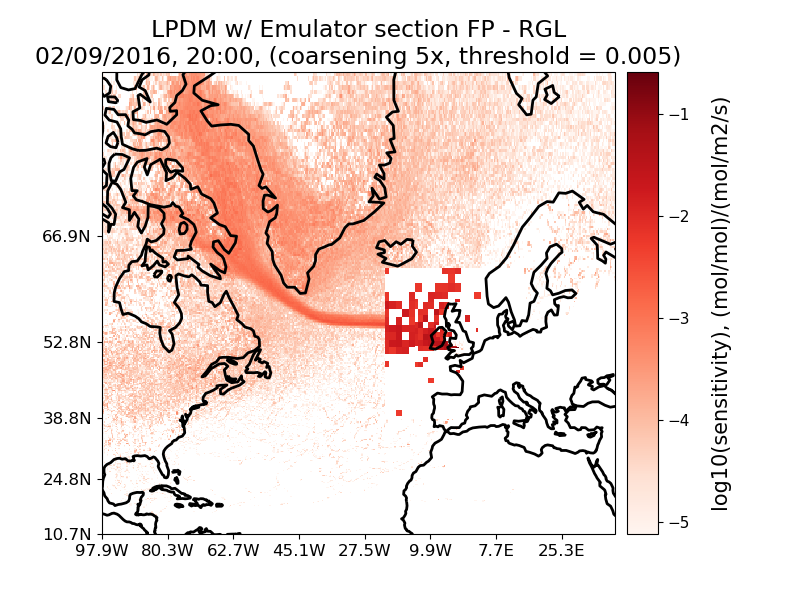 LPDM w/ Emulator section FP - RGL
02/09/2016, 20:00, (coarsening 5x, threshold = 0.005)
66.9N
52.8N
38.8N
24.8N
10.7N
97.9W 80.3W 62.7W 45.1W 27.5W 9.9W 7.7E 25.3E
−1
−2
−3
−4
−5
log10(sensitivity), (mol/mol)/(mol/m2/s)